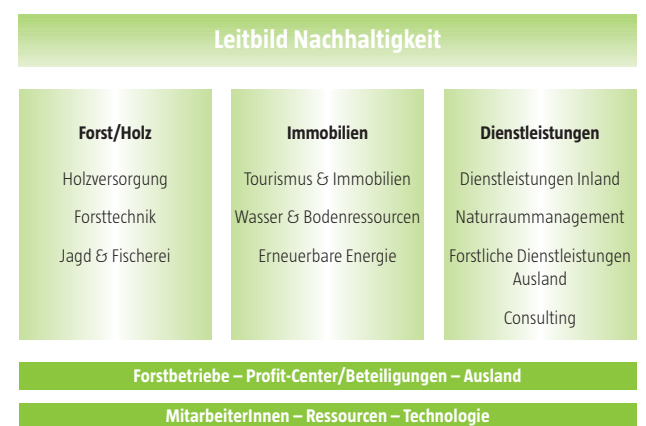 Leitbild Nachhaltigkeit
Forst/Holz
Holzversorgung
Forsttechnik
Jagd & Fischerei
Immobilien
Tourismus & Immobilien
Wasser & Bodenressourcen
Erneuerbare Energie
Dienstleistungen
Dienstleistungen Inland
Naturraummanagement
Forstliche Dienstleistungen
Ausland
Consulting
Forstbetriebe – Profit-Center/Beteiligungen – Ausland
MitarbeiterInnen – Ressourcen – Technologie